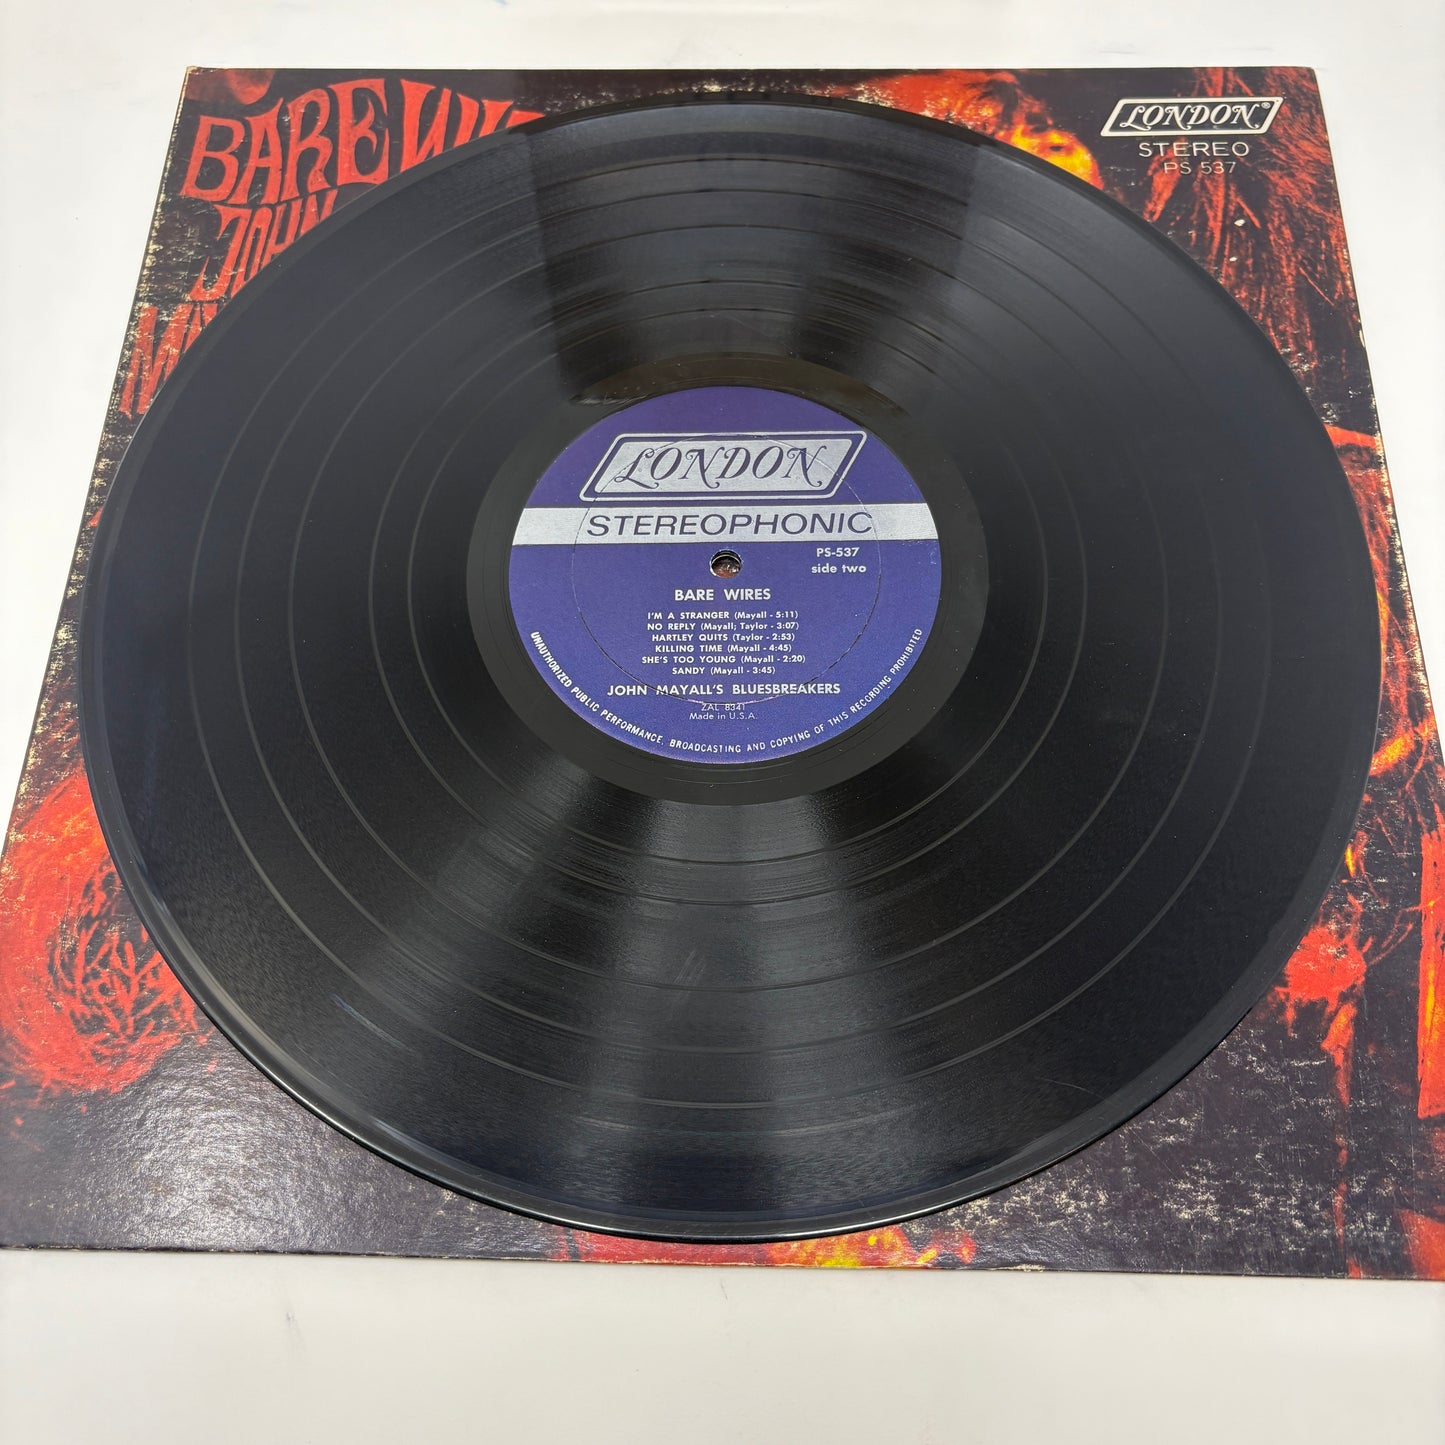 BARE
JOHN
LONDON®
STEREO
PS 537
LONDON
STEREOPHONIC
PS-537
side two
BARE WIRES
I'M A STRANGER (Mayall - 5:11)
NO REPLY (Mayall; Taylor - 3:07)
HARTLEY QUITS (Taylor - 2:53)
KILLING TIME (Mayall - 4:45)
SHE'S TOO YOUNG (Mayall - 2:20)
SANDY (Mayall - 3:45)
JOHN MAYALL'S BLUESBREAKERS
ZAL 8341
Made in U.S.A.
UNAUTHORIZED PUBLIC PERFORMANCE, BROADCASTING AND COPYING OF THIS RECORDING PROHIBITED